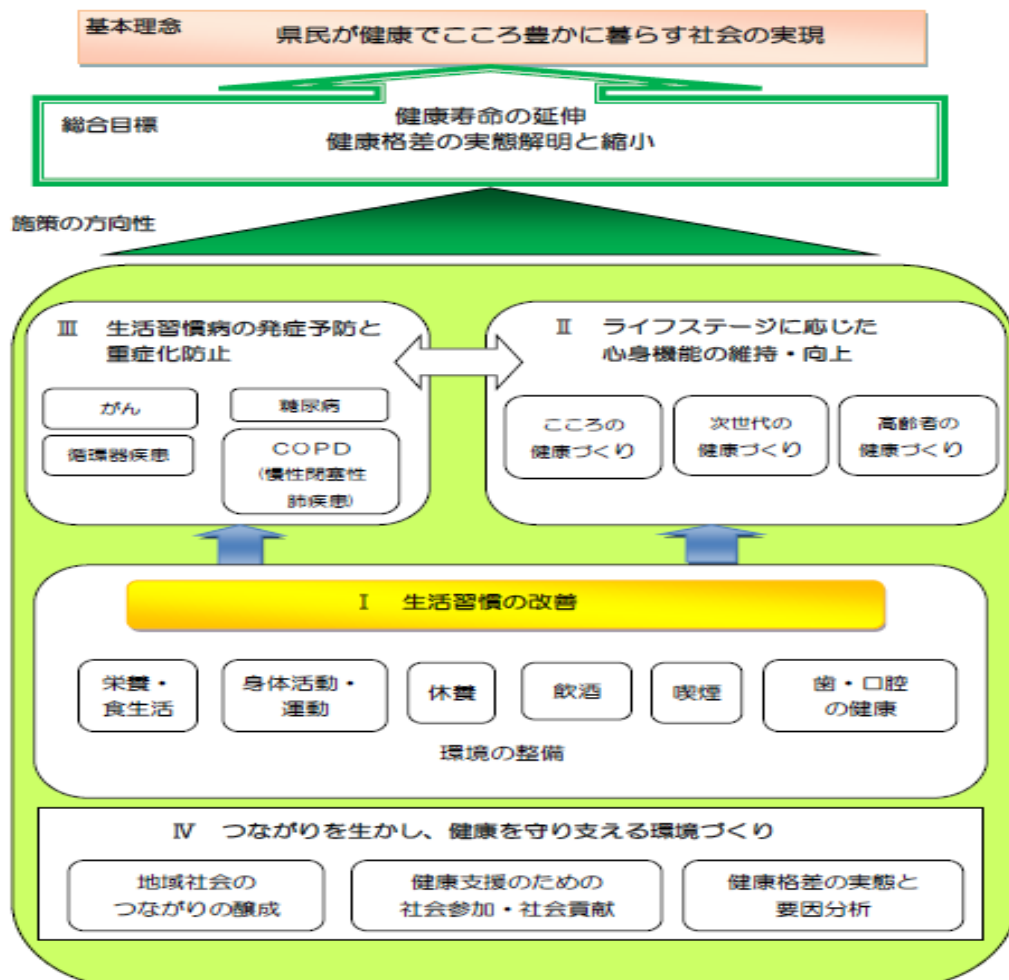 基本理念
県民が健康でこころ豊かに暮らす社会の実現
総合目標
健康寿命の延伸
健康格差の実態解明と縮小
施策の方向性
Ⅲ 生活習慣病の発症予防と
重症化防止
がん
糖尿病
循環器疾患
COPD
(慢性閉塞性
肺疾患)
Ⅱ ライフステージに応じた
心身機能の維持・向上
こころの
健康づくり
次世代の
健康づくり
高齢者の
健康づくり
Ⅰ 生活習慣の改善
栄養・
食生活
身体活動・
運動
休養
飲酒
喫煙
歯・口腔
の健康
環境の整備
Ⅳ つながりを生かし、健康を守り支える環境づくり
地域社会の
つながりの醸成
健康支援のための
社会参加・社会貢献
健康格差の実態と
要因分析